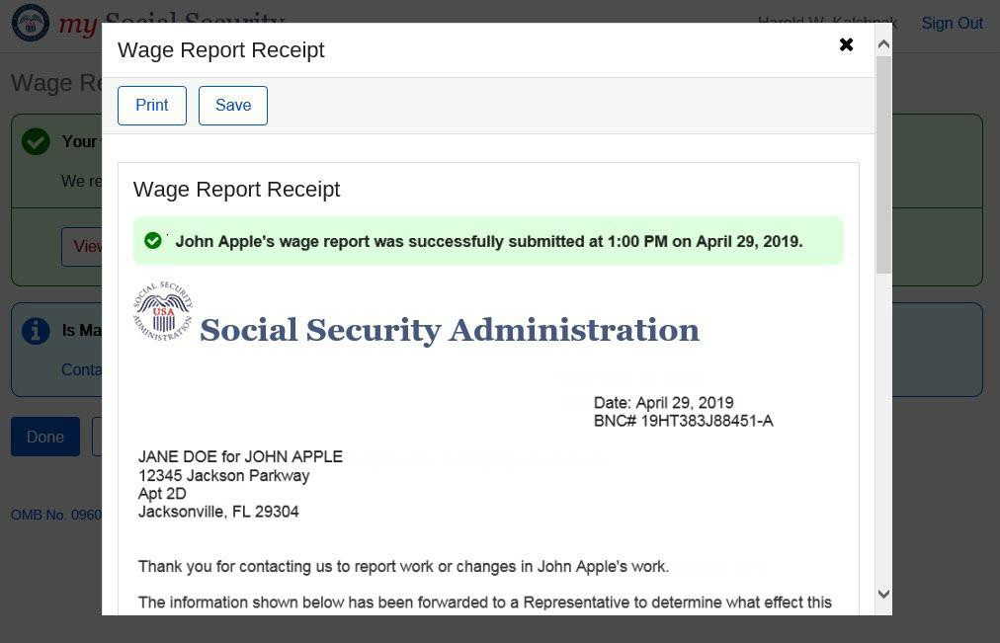 my Social Security
Harold W.
Sign Out
Wage Report Receipt
Print
Save
Wage Re
Your
We re
View
Is Ma
Conta
Done
OMB No. 0960
Wage Report Receipt
John Apple's wage report was successfully submitted at 1:00 PM on April 29, 2019.
SOCIAL SECURITY ADMINISTRATION
USA
Social Security Administration
Date: April 29, 2019
BNC# 19HT383J88451-A
JANE DOE for JOHN APPLE
12345 Jackson Parkway
Apt 2D
Jacksonville, FL 29304
Thank you for contacting us to report work or changes in John Apple's work.
The information shown below has been forwarded to a Representative to determine what effect this